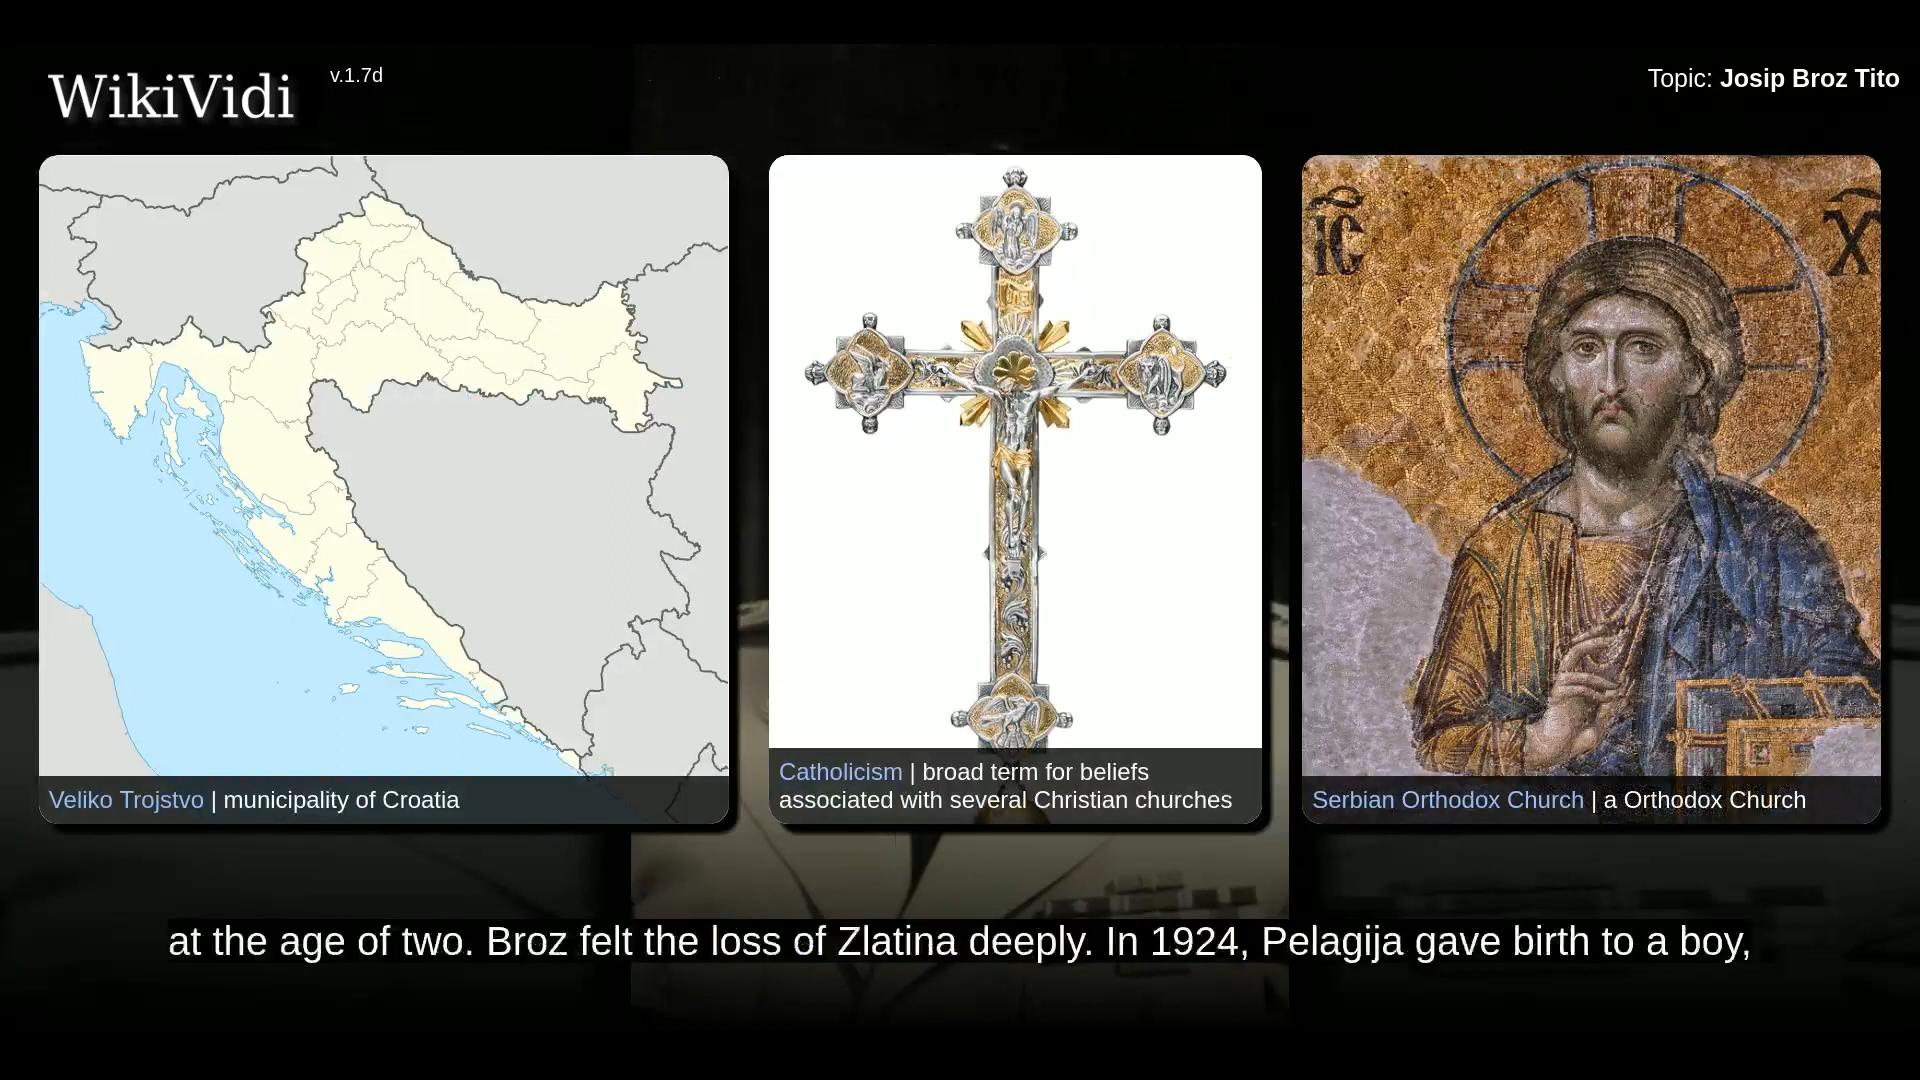 WikiVidi
v.1.7d
Topic: Josip Broz Tito
IC
X
Veliko Trojstvo | municipality of Croatia
Catholicism | broad term for beliefs
associated with several Christian churches
Serbian Orthodox Church | a Orthodox Church
at the age of two. Broz felt the loss of Zlatina deeply. In 1924, Pelagija gave birth to a boy,